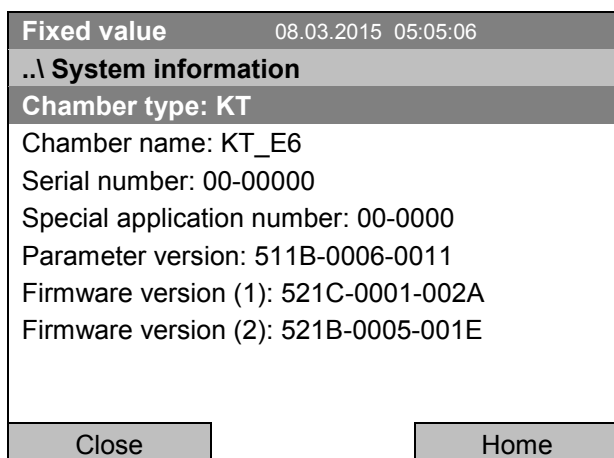 Fixed value 08.03.2015 05:05:06
..\ System information
Chamber type: KT
Chamber name: KT_E6
Serial number: 00-00000
Special application number: 00-0000
Parameter version: 511B-0006-0011
Firmware version (1): 521C-0001-002A
Firmware version (2): 521B-0005-001E
Close Home